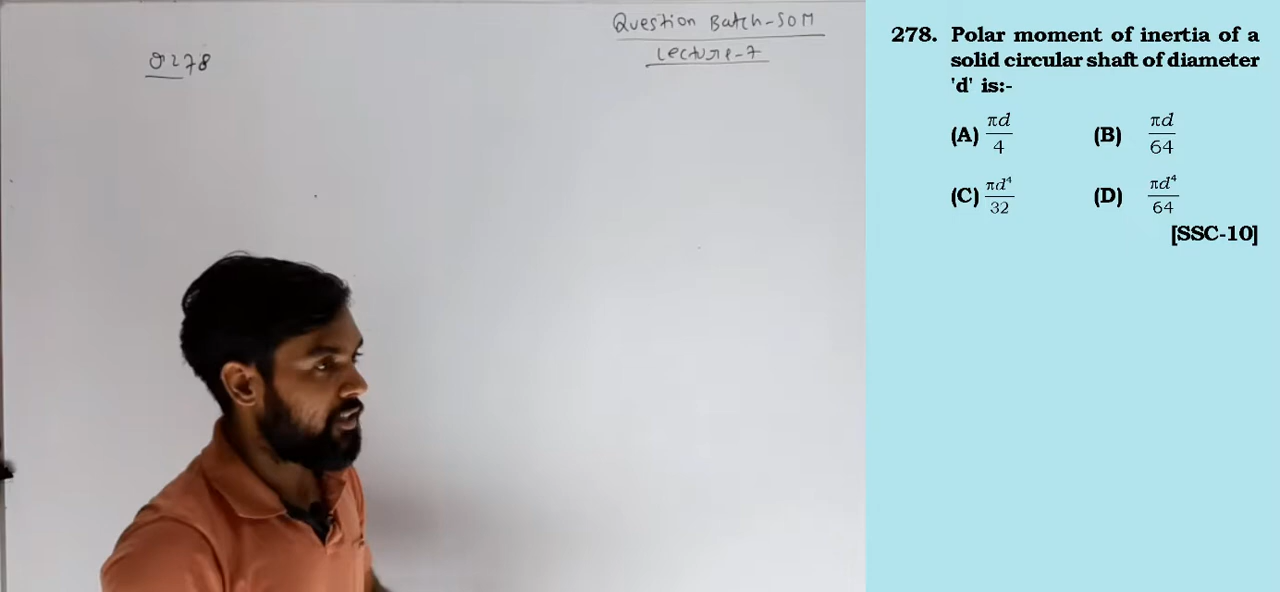 Question Batch-SOM
Lecture-7
Q278
278. Polar moment of inertia of a
solid circular shaft of diameter
'd' is:-
(A) πd/4 (B) πd/64
(C) πd⁴/32 (D) πd⁴/64
[SSC-10]